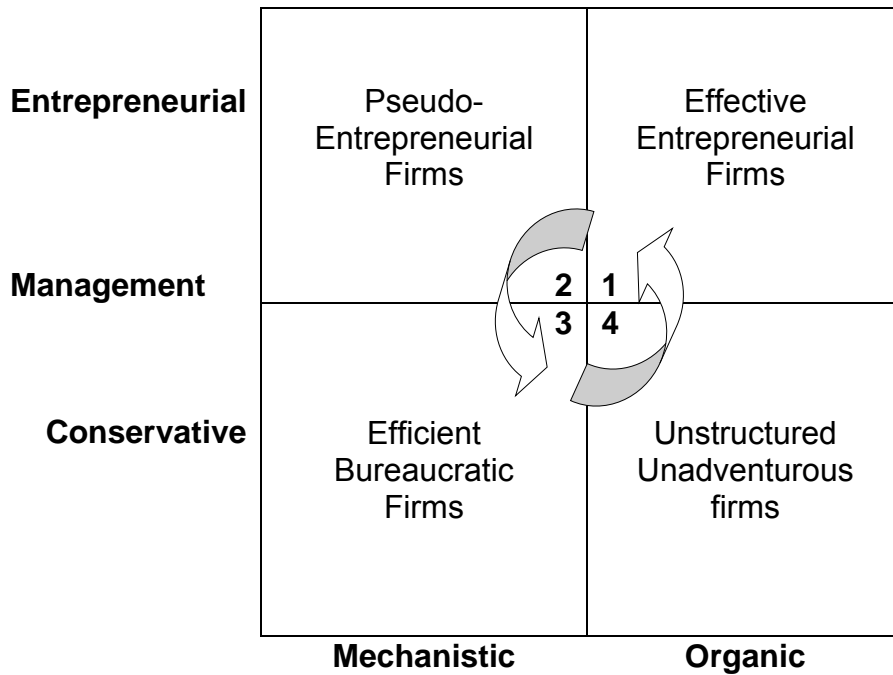 Entrepreneurial
Pseudo-
Entrepreneurial
Firms
Effective
Entrepreneurial
Firms
Management
2 1
3 4
Conservative
Efficient
Bureaucratic
Firms
Unstructured
Unadventurous
firms
Mechanistic Organic